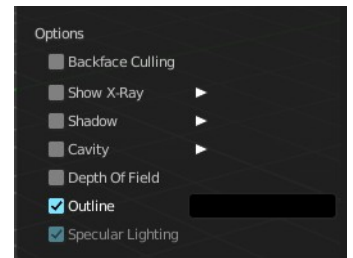 Options
Backface Culling
Show X-Ray
Shadow
Cavity
Depth Of Field
Outline
Specular Lighting